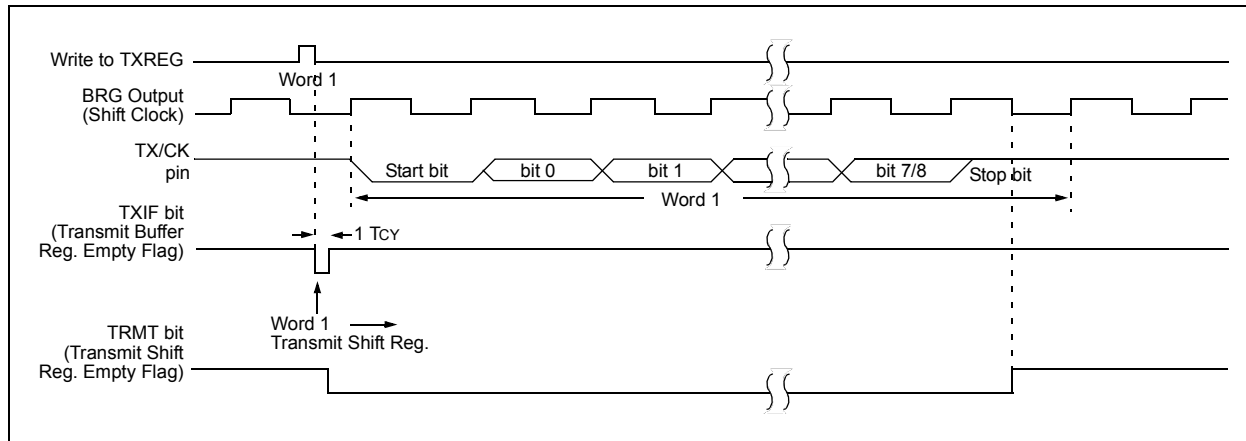 Write to TXREG
Word 1
BRG Output
(Shift Clock)
TX/CK
pin
Start bit
bit 0
bit 1
bit 7/8
Stop bit
Word 1
TXIF bit
(Transmit Buffer
Reg. Empty Flag)
1 TCY
Word 1
Transmit Shift Reg.
TRMT bit
(Transmit Shift
Reg. Empty Flag)